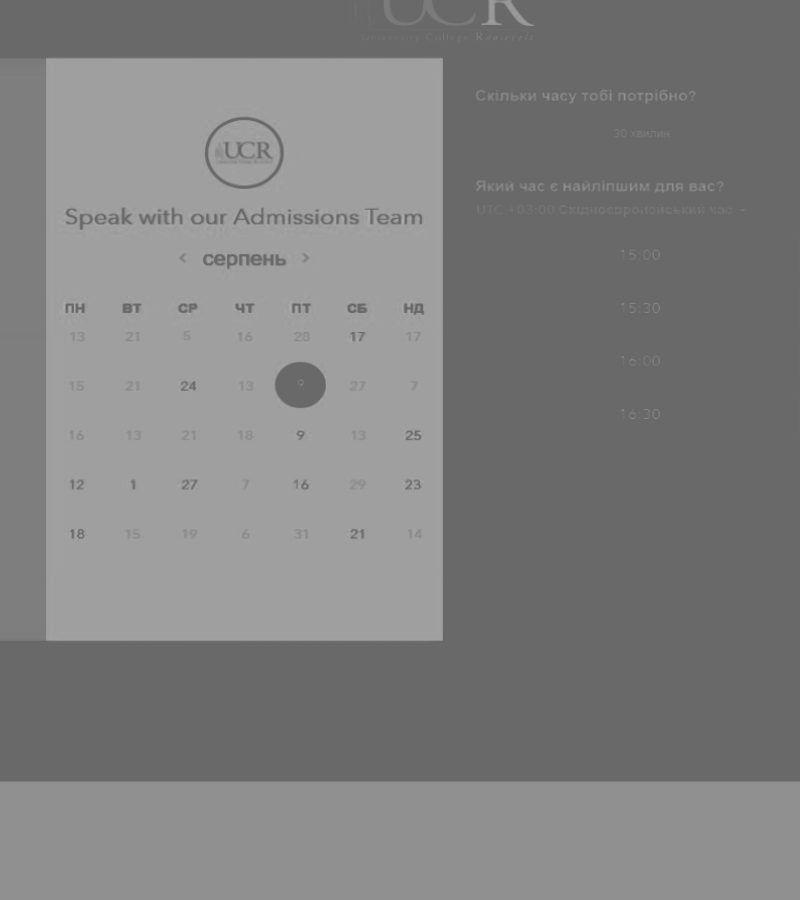 UCR
University College Roosevelt
UCR
Speak with our Admissions Team
< серпень >
ПН ВТ СР ЧТ ПТ СБ НД
13 21 5 16 28 17 17
15 21 24 13 9 27 7
16 13 21 18 9 13 25
12 1 27 7 16 29 23
18 15 19 6 31 21 14
Скільки часу тобі потрібно?
30 хвилин
Який час є найліпшим для вас?
UTC +03:00 Східноєвропейський час
15:00
15:30
16:00
16:30